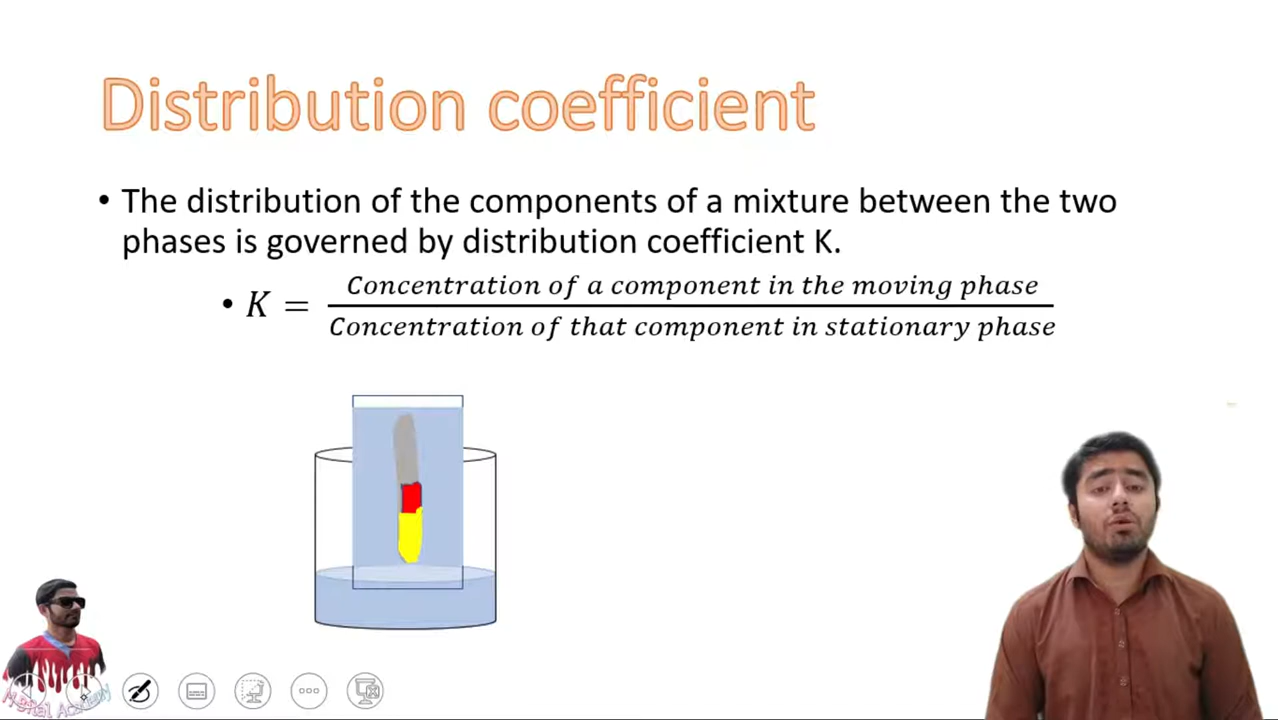 Distribution coefficient
• The distribution of the components of a mixture between the two
phases is governed by distribution coefficient K.
• K = Concentration of a component in the moving phase
Concentration of that component in stationary phase